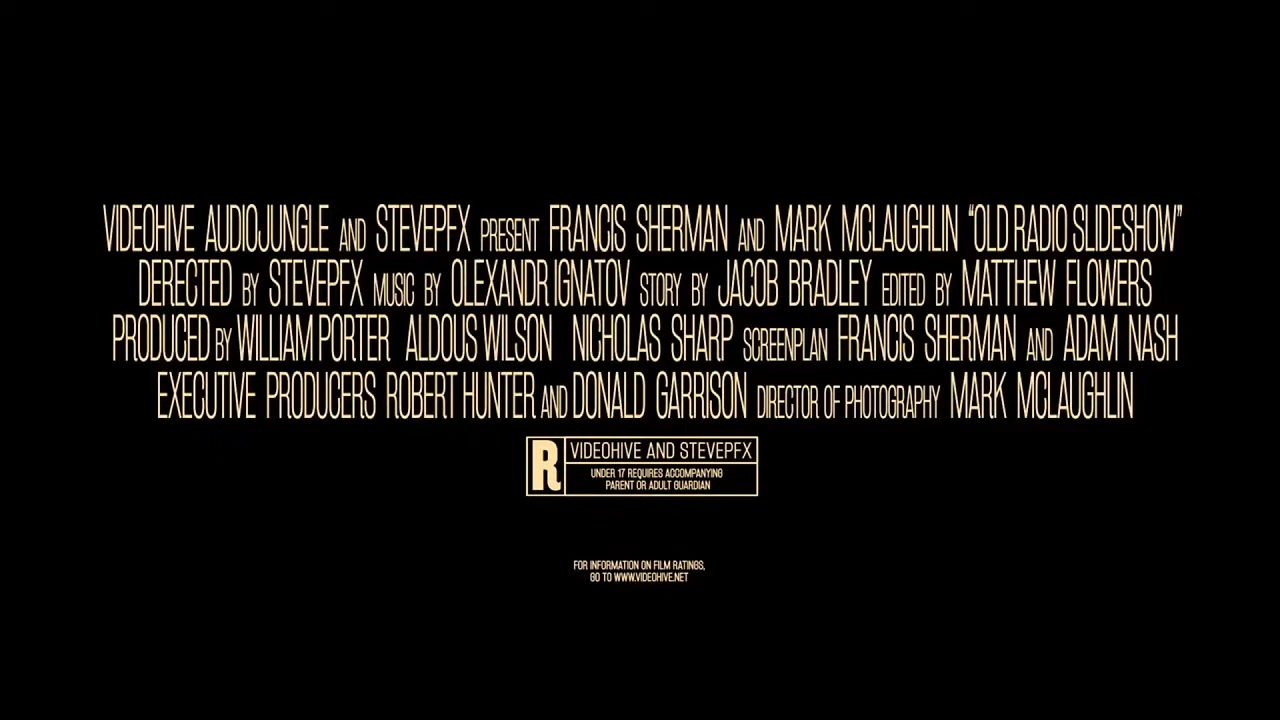 VIDEOHIVE AUDIOJUNGLE AND STEVEPFX PRESENT FRANCIS SHERMAN AND MARK MCLAUGHLIN “OLD RADIO SLIDESHOW”
DERECTED BY STEVEPFX MUSIC BY OLEXANDR IGNATOV STORY BY JACOB BRADLEY EDITED BY MATTHEW FLOWERS
PRODUCED BY WILLIAM PORTER ALDOUS WILSON NICHOLAS SHARP SCREENPLAN FRANCIS SHERMAN AND ADAM NASH
EXECUTIVE PRODUCERS ROBERT HUNTER AND DONALD GARRISON DIRECTOR OF PHOTOGRAPHY MARK MCLAUGHLIN
R VIDEOHIVE AND STEVEPFX
UNDER 17 REQUIRES ACCOMPANYING
PARENT OR ADULT GUARDIAN
FOR INFORMATION ON FILM RATINGS,
GO TO WWW.VIDEOHIVE.NET